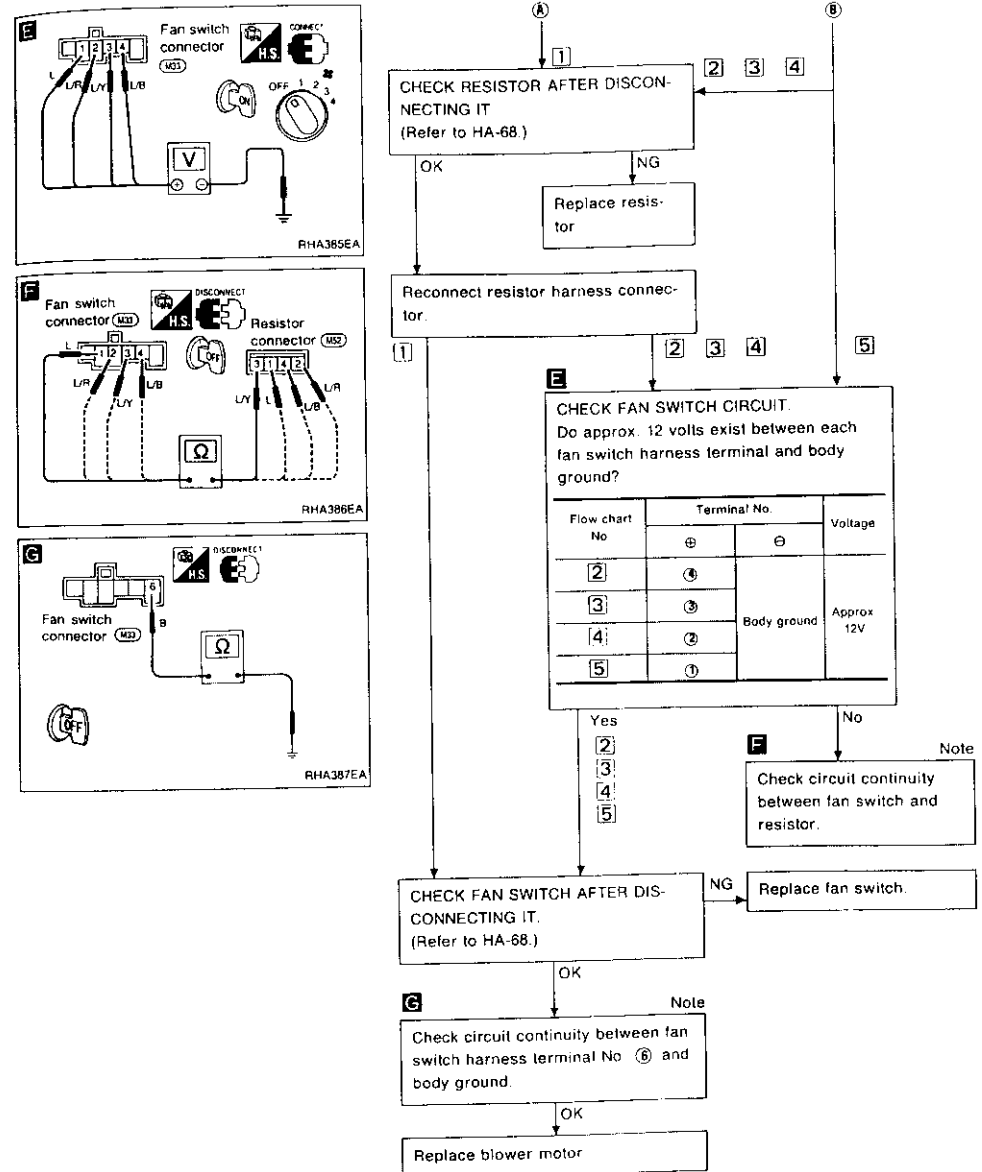 E
Fan switch
connector
M33
CONNECT
H.S.
1 2 3 4
L
L/R
L/Y
L/B
ON
OFF 1 2 3 4
V
⊕ ⊖
RHA385EA
F
Fan switch
connector M33
DISCONNECT
H.S.
Resistor
connector M52
L
1 2 3 4
OFF
3 1 4 2
L/R
L/Y
L/B
L/Y
L
L/B
L/R
Ω
RHA386EA
G
DISCONNECT
H.S.
6
Fan switch
connector M33
B
Ω
OFF
RHA387EA
Ⓐ
Ⓑ
1
2 3 4
CHECK RESISTOR AFTER DISCON-
NECTING IT
(Refer to HA-68.)
OK
NG
Replace resis-
tor
Reconnect resistor harness connec-
tor.
1
2 3 4
5
E
CHECK FAN SWITCH CIRCUIT.
Do approx. 12 volts exist between each
fan switch harness terminal and body
ground?
Flow chart
No
Terminal No.
Voltage
⊕ ⊖
2 ④
3 ③
4 ②
5 ①
Body ground
Approx
12V
Yes
2
3
4
5
No
F
Note
Check circuit continuity
between fan switch and
resistor.
CHECK FAN SWITCH AFTER DIS-
CONNECTING IT.
(Refer to HA-68.)
NG
Replace fan switch.
OK
G
Note
Check circuit continuity between fan
switch harness terminal No ⑥ and
body ground.
OK
Replace blower motor